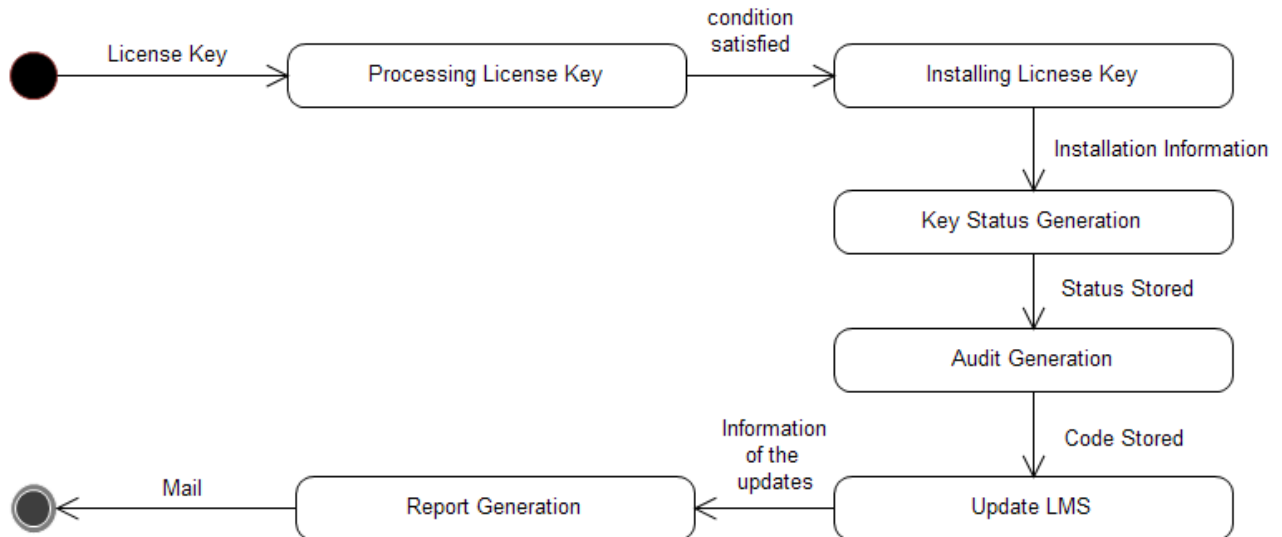 License Key
Processing License Key
condition
satisfied
Installing Licnese Key
Installation Information
Key Status Generation
Status Stored
Audit Generation
Code Stored
Update LMS
Information
of the
updates
Report Generation
Mail